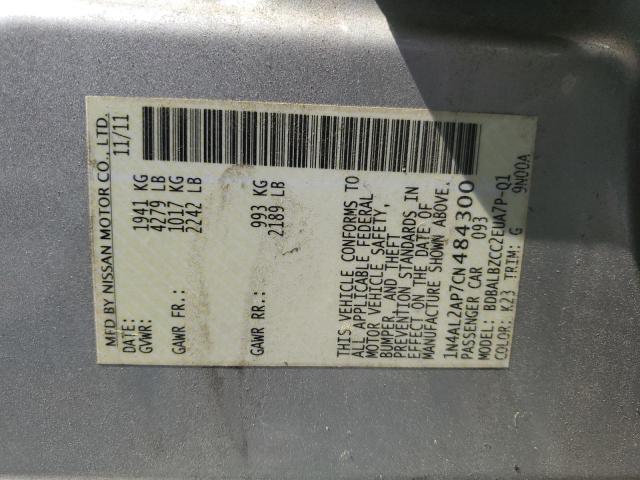 MFD BY NISSAN MOTOR CO., LTD.
DATE: 11/11
GVWR: 1941 KG
4279 LB
GAWR FR.: 1017 KG
2242 LB
GAWR RR.: 993 KG
2189 LB
THIS VEHICLE CONFORMS TO
ALL APPLICABLE FEDERAL
MOTOR VEHICLE SAFETY,
BUMPER, AND THEFT
PREVENTION STANDARDS IN
EFFECT ON THE DATE OF
MANUFACTURE SHOWN ABOVE.
1N4AL2AP7CN484300
PASSENGER CAR 093
MODEL: BDBALBZCC2EUA7P-Q1
COLOR: K23 TRIM: G 9N00A